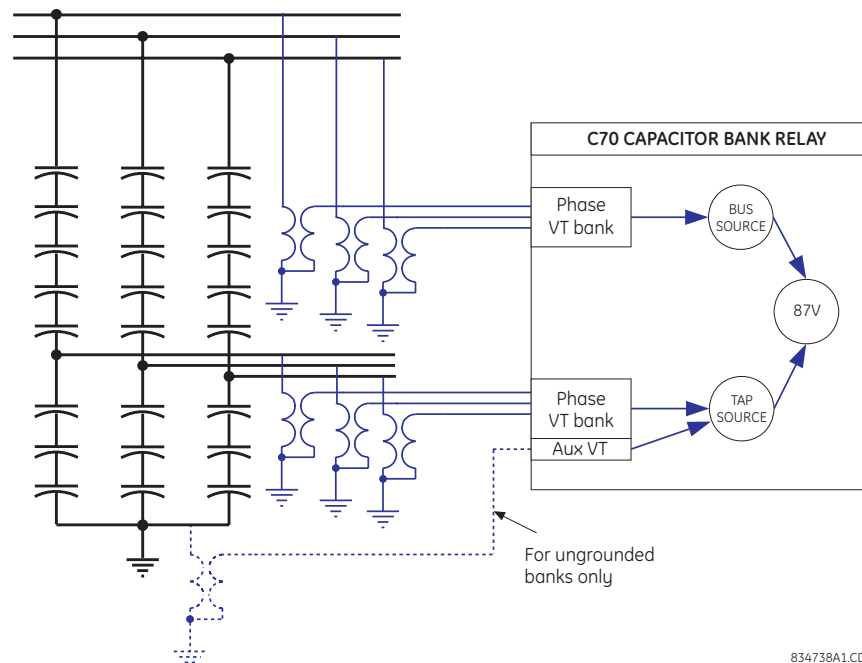 C70 CAPACITOR BANK RELAY
Phase
VT bank
BUS
SOURCE
87V
Phase
VT bank
Aux VT
TAP
SOURCE
For ungrounded
banks only